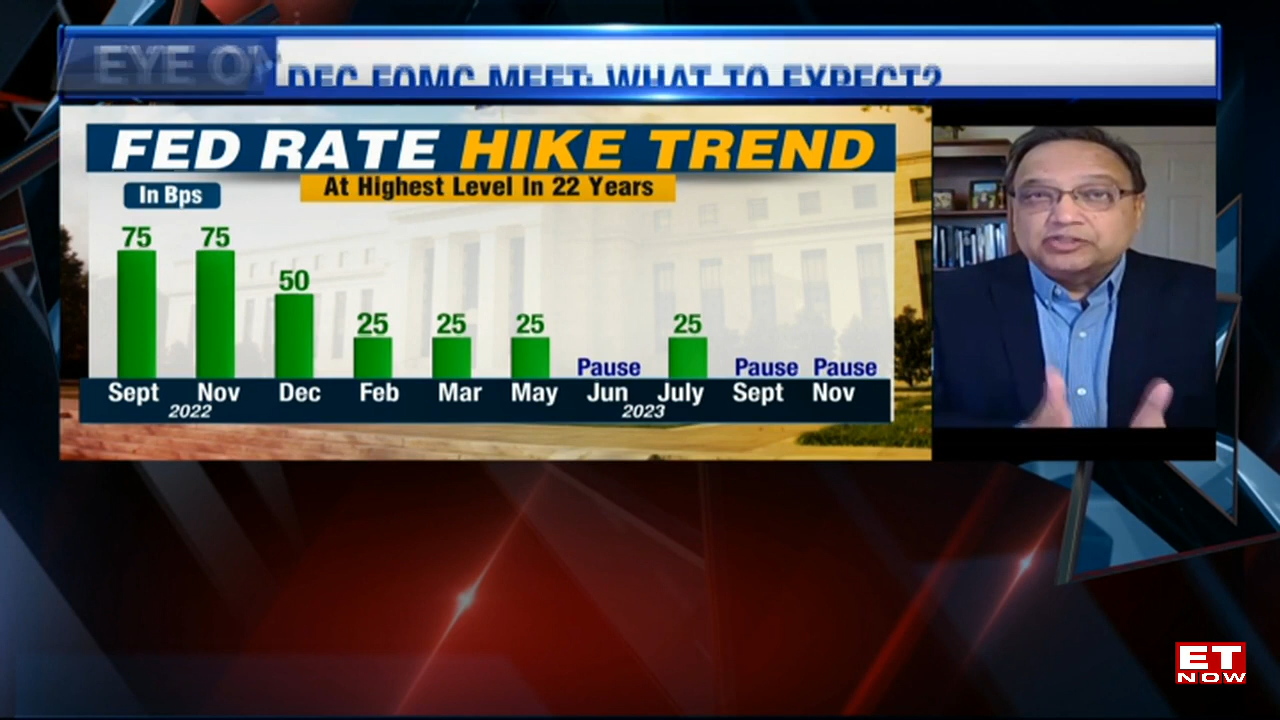 EYE ON
DEC FOMC MEET: WHAT TO EXPECT?
FED RATE HIKE TREND
In Bps
At Highest Level In 22 Years
75 75 50 25 25 25 Pause 25 Pause Pause
Sept Nov Dec Feb Mar May Jun July Sept Nov
2022 2023
ET
NOW